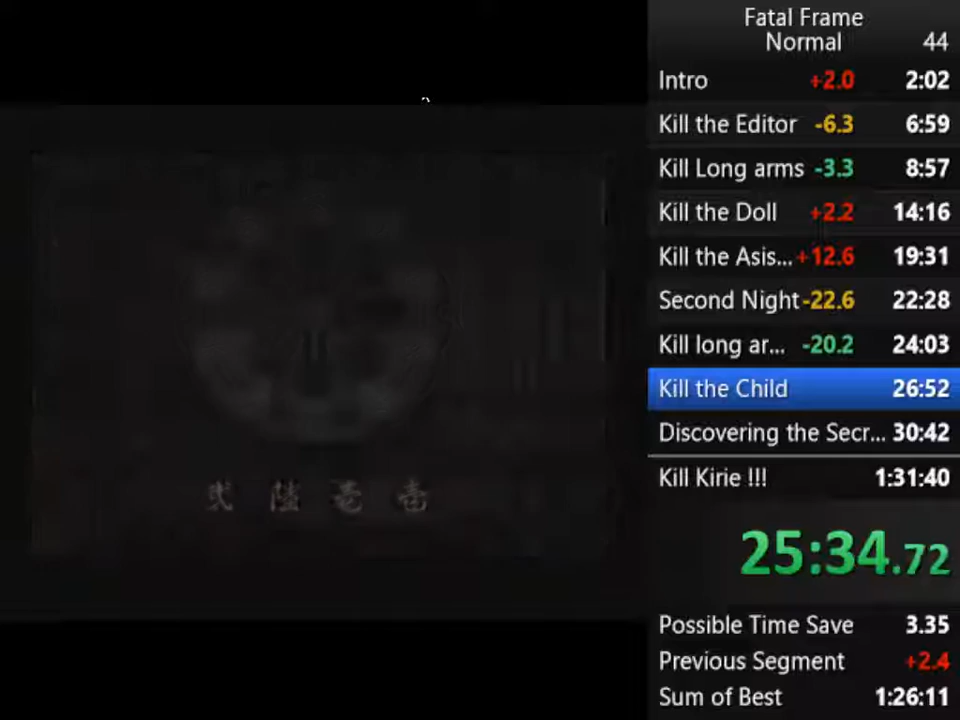 Fatal Frame
Normal 44
Intro +2.0 2:02
Kill the Editor -6.3 6:59
Kill Long arms -3.3 8:57
Kill the Doll +2.2 14:16
Kill the Asis... +12.6 19:31
Second Night -22.6 22:28
Kill long ar... -20.2 24:03
Kill the Child 26:52
Discovering the Secr... 30:42
Kill Kirie !!! 1:31:40
25:34.72
Possible Time Save 3.35
Previous Segment +2.4
Sum of Best 1:26:11
弐 陸 壱 壱